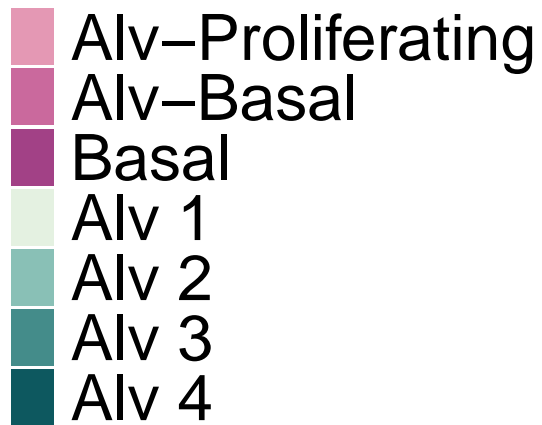 Alv–Proliferating
Alv–Basal
Basal
Alv 1
Alv 2
Alv 3
Alv 4